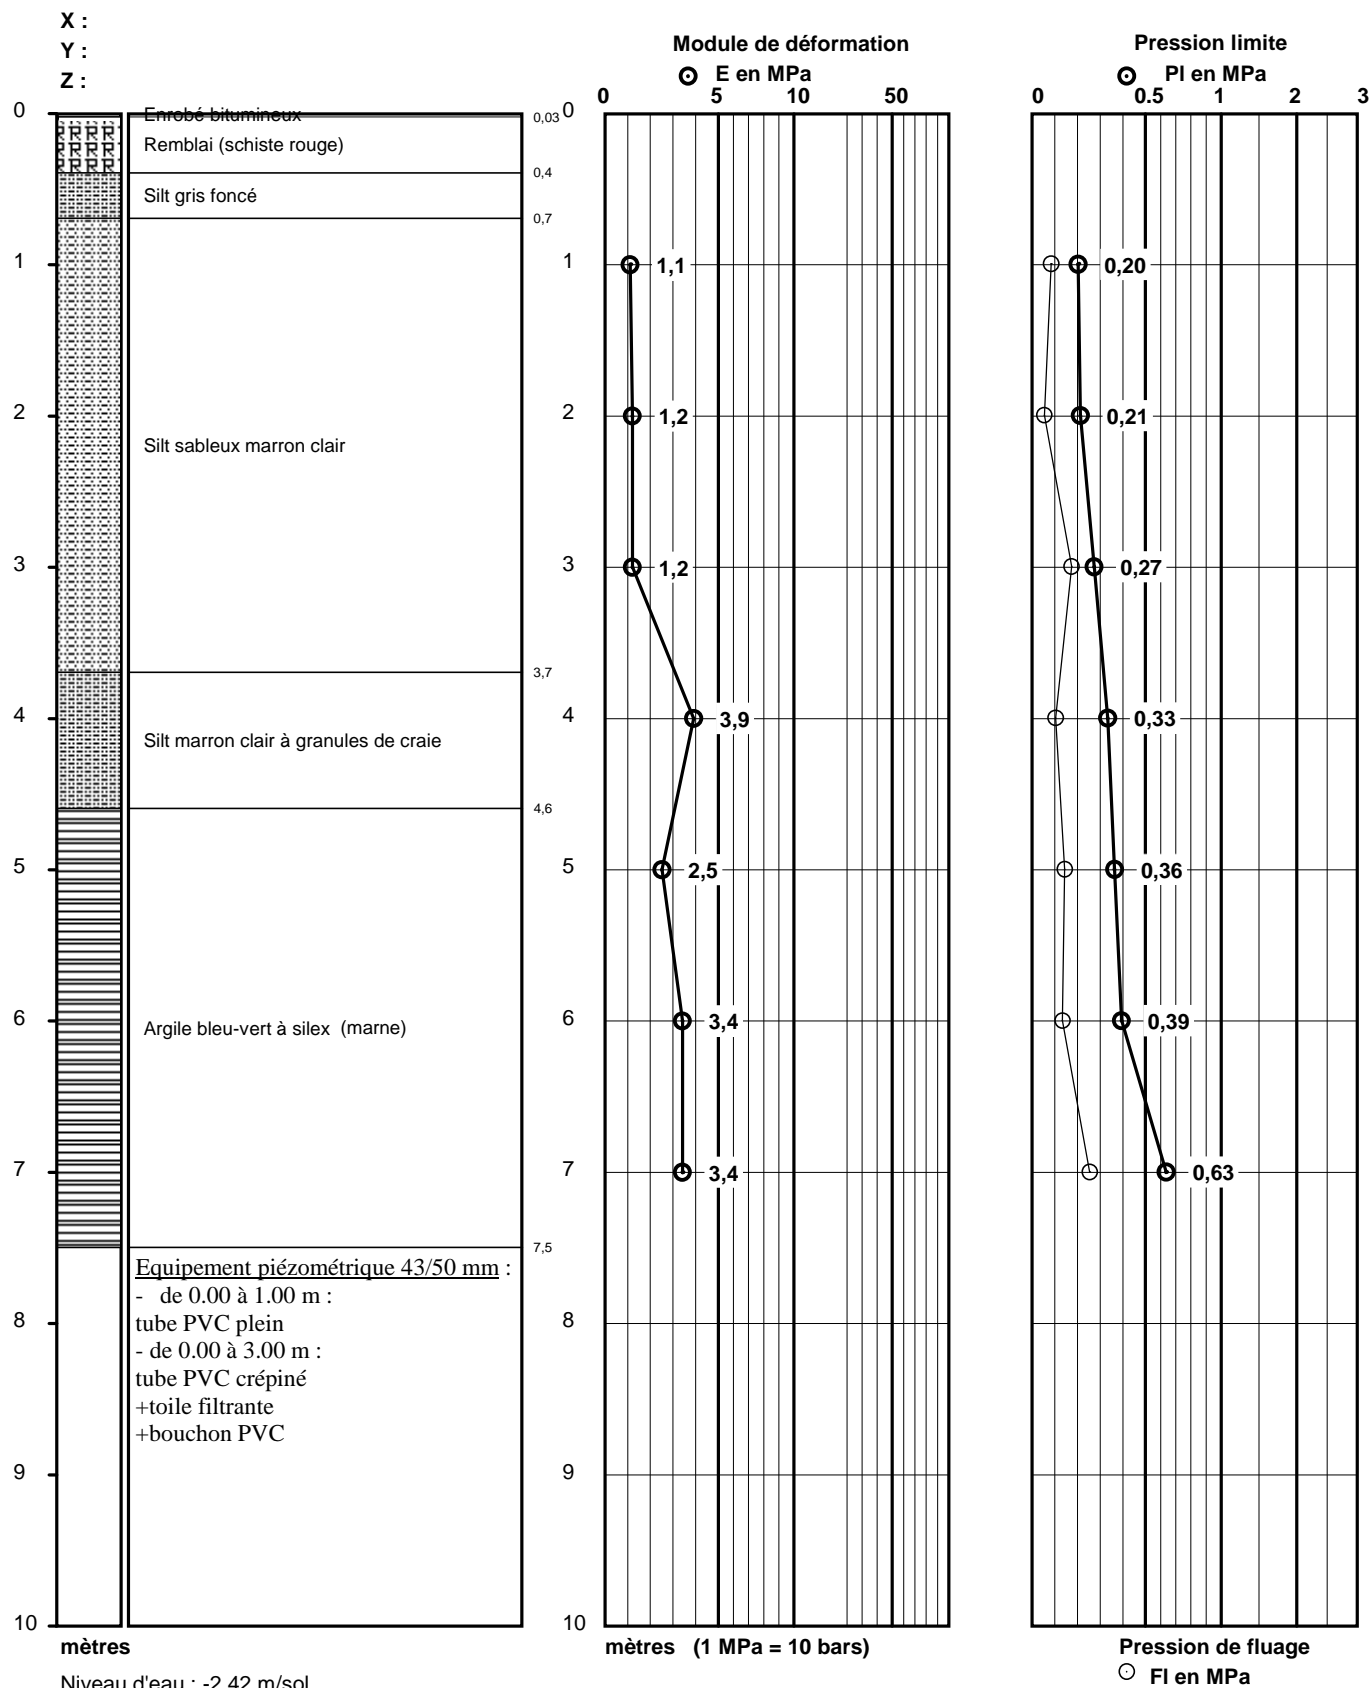 X :
Y :
Z :
Module de déformation
E en MPa
Pression limite
Pl en MPa
0 5 10 50
0 0.5 1 2 3
0
Enrobé bitumineux
0,03
0
Remblai (schiste rouge)
0,4
Silt gris foncé
0,7
1
1
1,1
0,20
2
2
1,2
0,21
Silt sableux marron clair
3
3
1,2
0,27
3,7
4
4
3,9
0,33
Silt marron clair à granules de craie
4,6
5
5
2,5
0,36
6
6
3,4
0,39
Argile bleu-vert à silex (marne)
7
7
3,4
0,63
7,5
Equipement piézométrique 43/50 mm :
- de 0.00 à 1.00 m :
tube PVC plein
- de 0.00 à 3.00 m :
tube PVC crépiné
+toile filtrante
+bouchon PVC
8
8
9
9
10
10
mètres
mètres (1 MPa = 10 bars)
Pression de fluage
Fl en MPa
Niveau d'eau : -2,42 m/sol